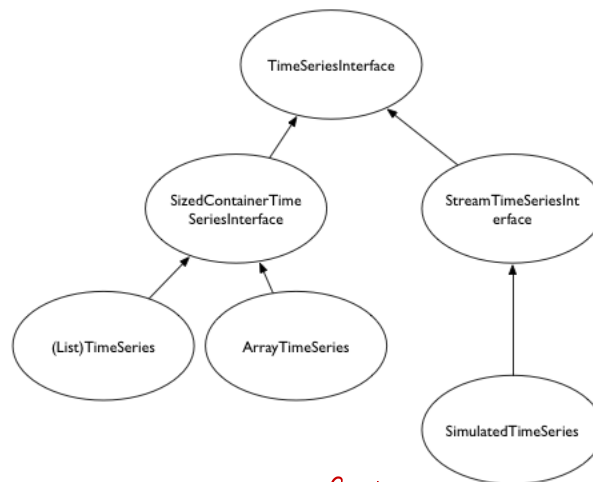 TimeSeriesInterface
SizedContainerTime
SeriesInterface
StreamTimeSeriesInt
erface
(List)TimeSeries
ArrayTimeSeries
SimulatedTimeSeries